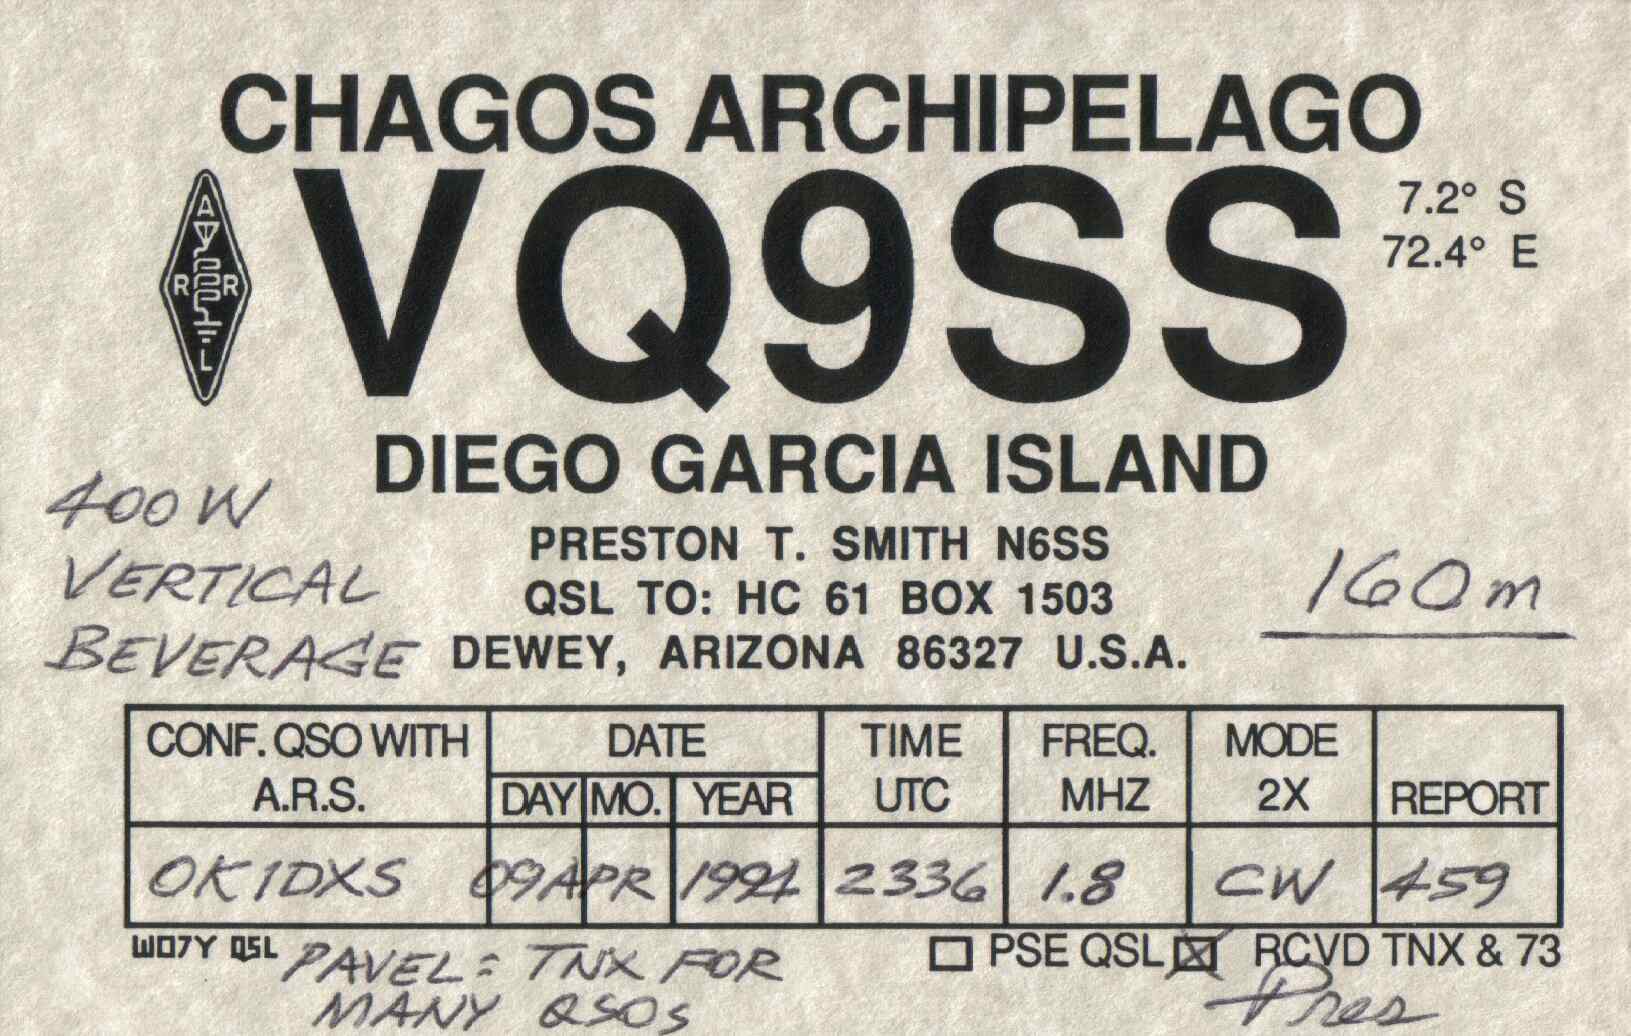 CHAGOS ARCHIPELAGO
VQ9SS
7.2° S
72.4° E
ARRL
DIEGO GARCIA ISLAND
400W
VERTICAL
BEVERAGE
PRESTON T. SMITH N6SS
QSL TO: HC 61 BOX 1503
DEWEY, ARIZONA 86327 U.S.A.
160m
CONF. QSO WITH A.R.S. DATE TIME UTC FREQ. MHZ MODE 2X REPORT
DAY MO. YEAR
OK1DXS 09 APR 1994 2336 1.8 CW 459
WO7Y QSL
PAVEL: TNX FOR
MANY QSOs
PSE QSL RCVD TNX & 73
Pres